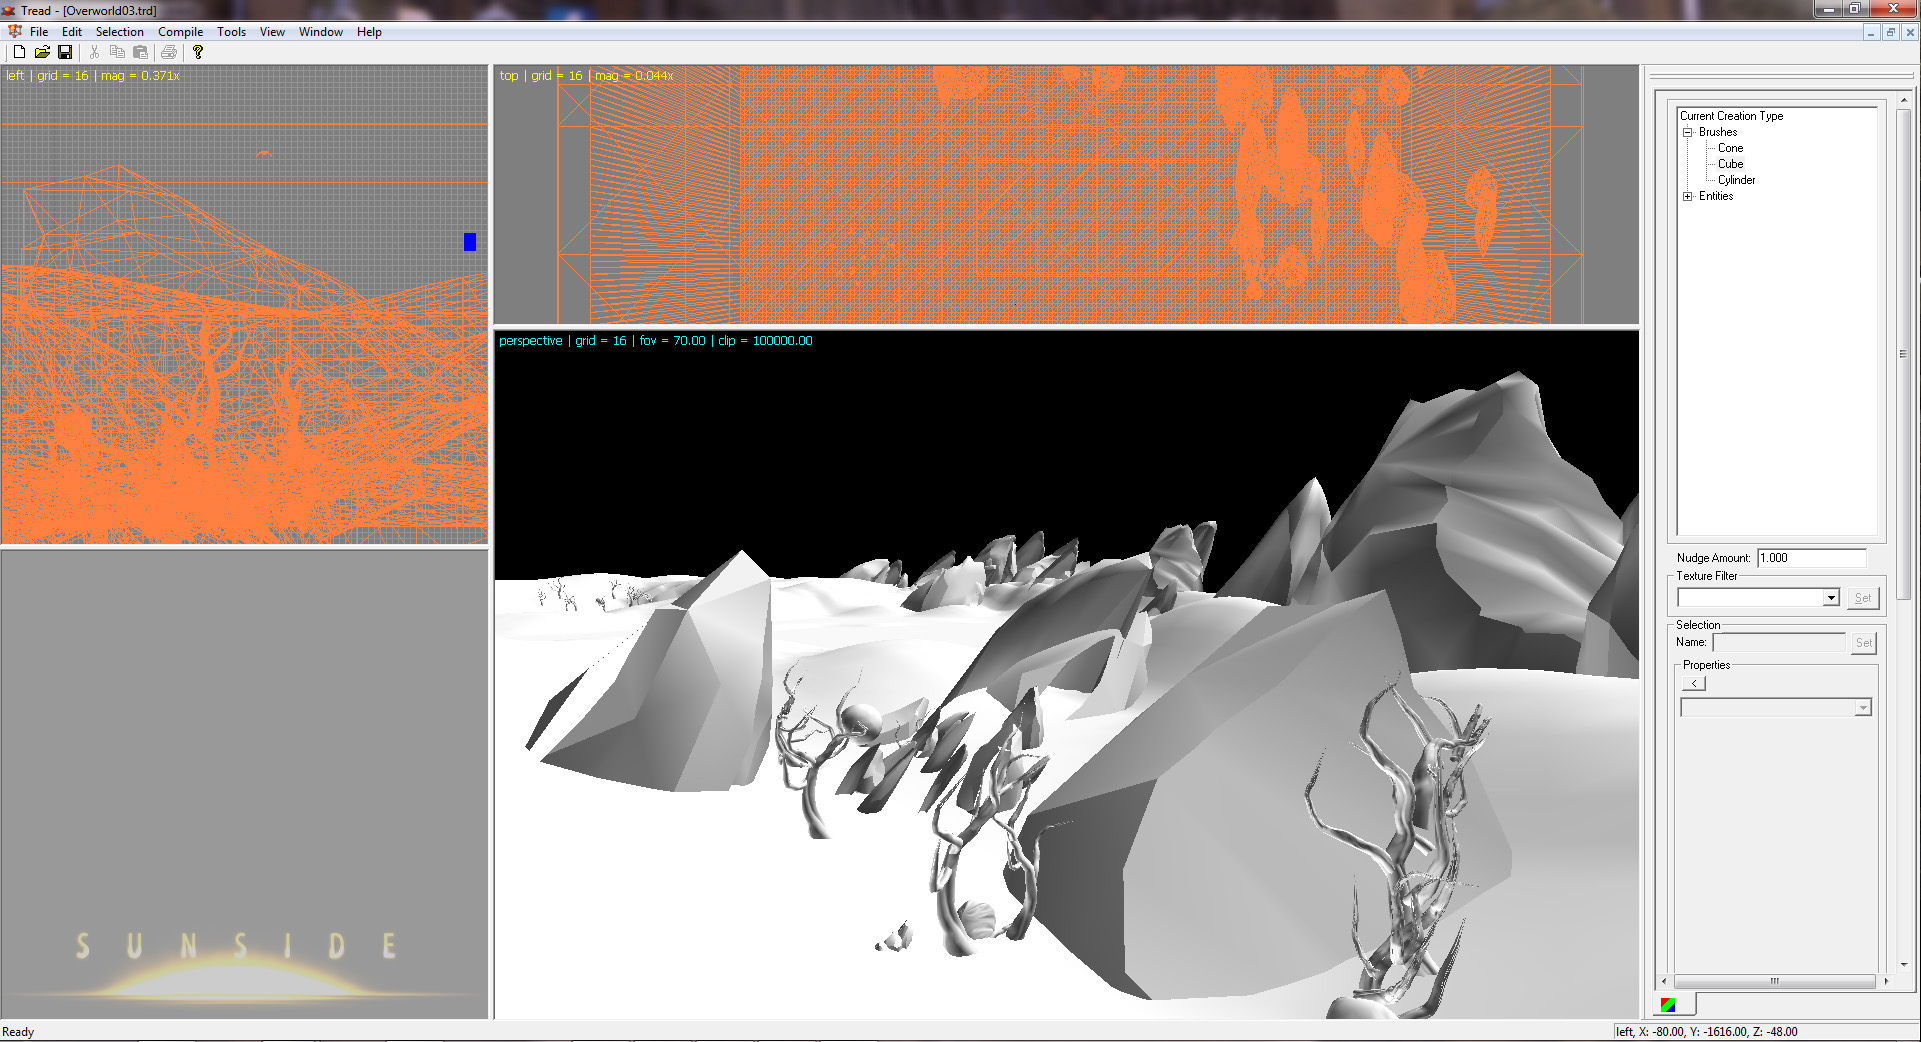 Tread - [Overworld03.trd]
File Edit Selection Compile Tools View Window Help
left | grid = 16 | mag = 0.371x
top | grid = 16 | mag = 0.044x
perspective | grid = 16 | fov = 70.00 | clip = 100000.00
Current Creation Type
Brushes
Cone
Cube
Cylinder
Entities
Nudge Amount: 1.000
Texture Filter
Set
Selection
Name: Set
Properties
<
SUNSIDE
Ready
left, X: -80.00, Y: -1616.00, Z: -48.00